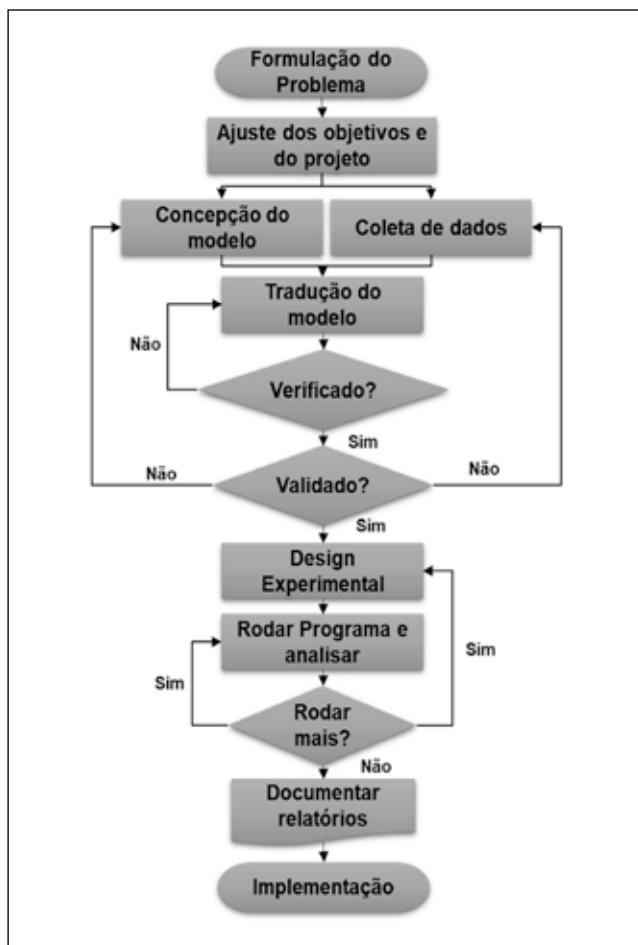 Formulação do
Problema
Ajuste dos objetivos e
do projeto
Concepção do
modelo
Coleta de dados
Tradução do
modelo
Não
Verificado?
Sim
Não
Validado?
Não
Sim
Design
Experimental
Rodar Programa e
analisar
Sim
Sim
Rodar
mais?
Não
Documentar
relatórios
Implementação